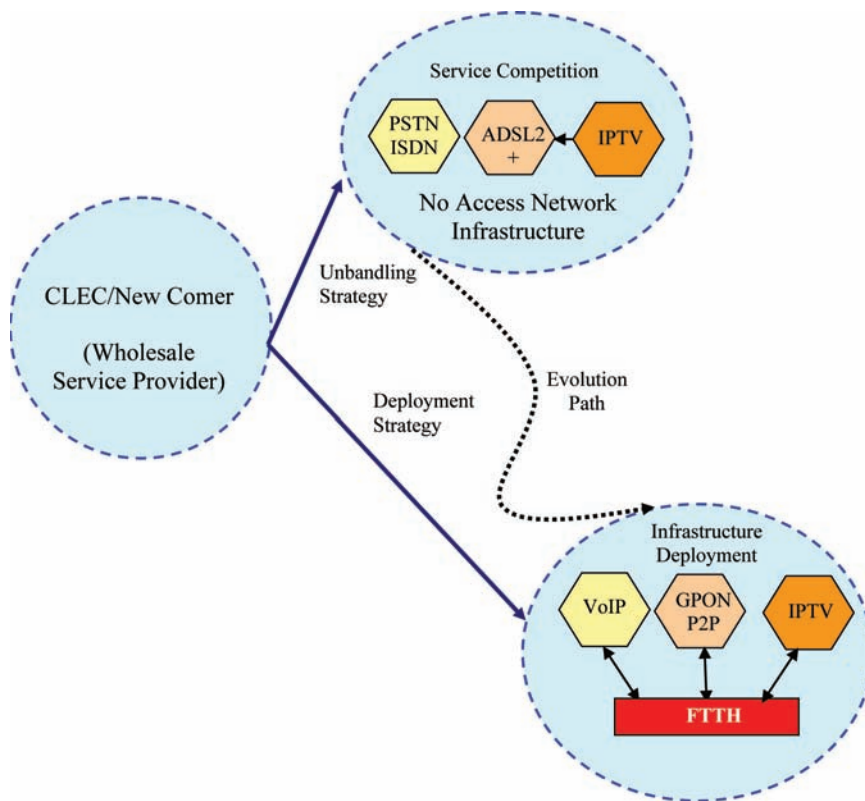 Service Competition
PSTN
ISDN
ADSL2
+
IPTV
No Access Network
Infrastructure
CLEC/New Comer
(Wholesale
Service Provider)
Unbandling
Strategy
Deployment
Strategy
Evolution
Path
Infrastructure
Deployment
VoIP
GPON
P2P
IPTV
FTTH